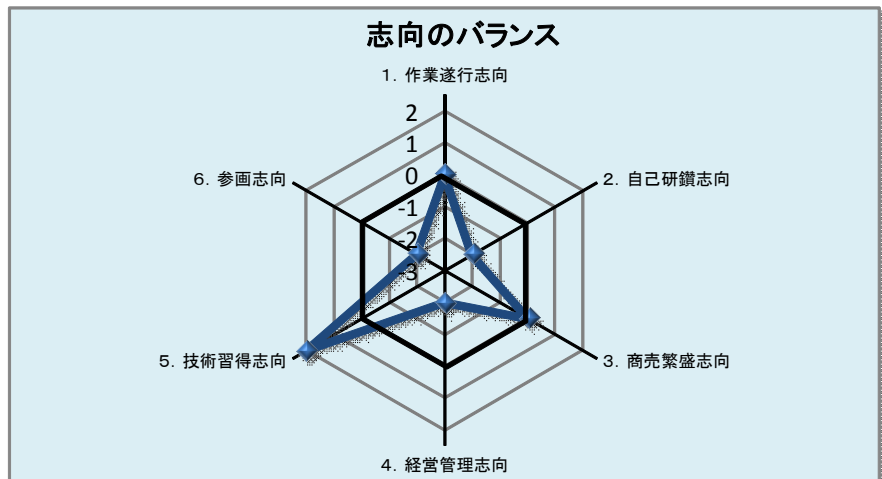 志向のバランス
1. 作業遂行志向
2
1
0
-1
-2
-3
6. 参画志向
2. 自己研鑽志向
5. 技術習得志向
3. 商売繁盛志向
4. 経営管理志向